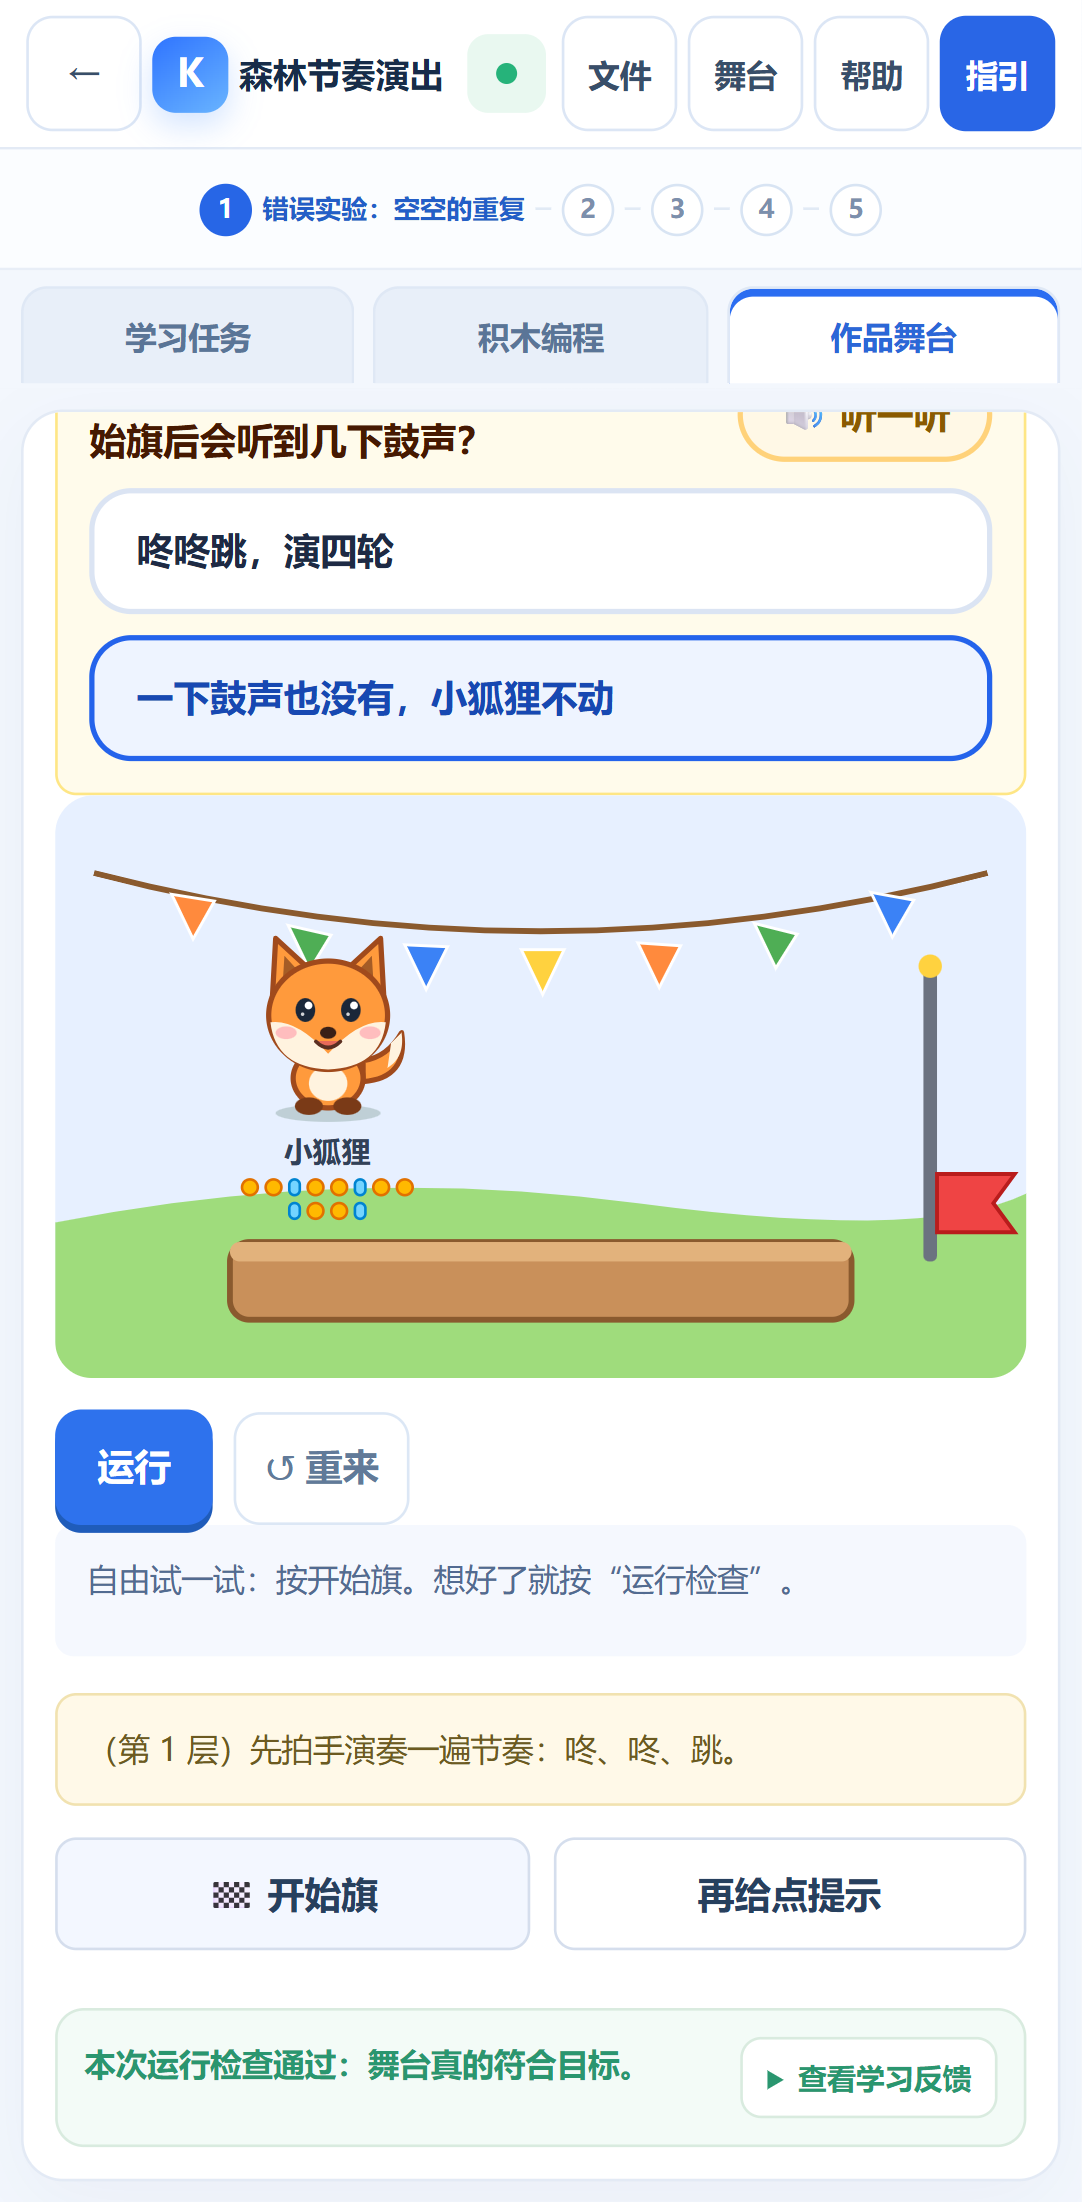 ←
K
森林节奏演出
文件
舞台
帮助
指引
1 错误实验：空空的重复
2
3
4
5
学习任务
积木编程
作品舞台
始旗后会听到几下鼓声？
听一听
咚咚跳，演四轮
一下鼓声也没有，小狐狸不动
小狐狸
运行
↺ 重来
自由试一试：按开始旗。想好了就按“运行检查”。
（第 1 层）先拍手演奏一遍节奏：咚、咚、跳。
开始旗
再给点提示
本次运行检查通过：舞台真的符合目标。
▶ 查看学习反馈